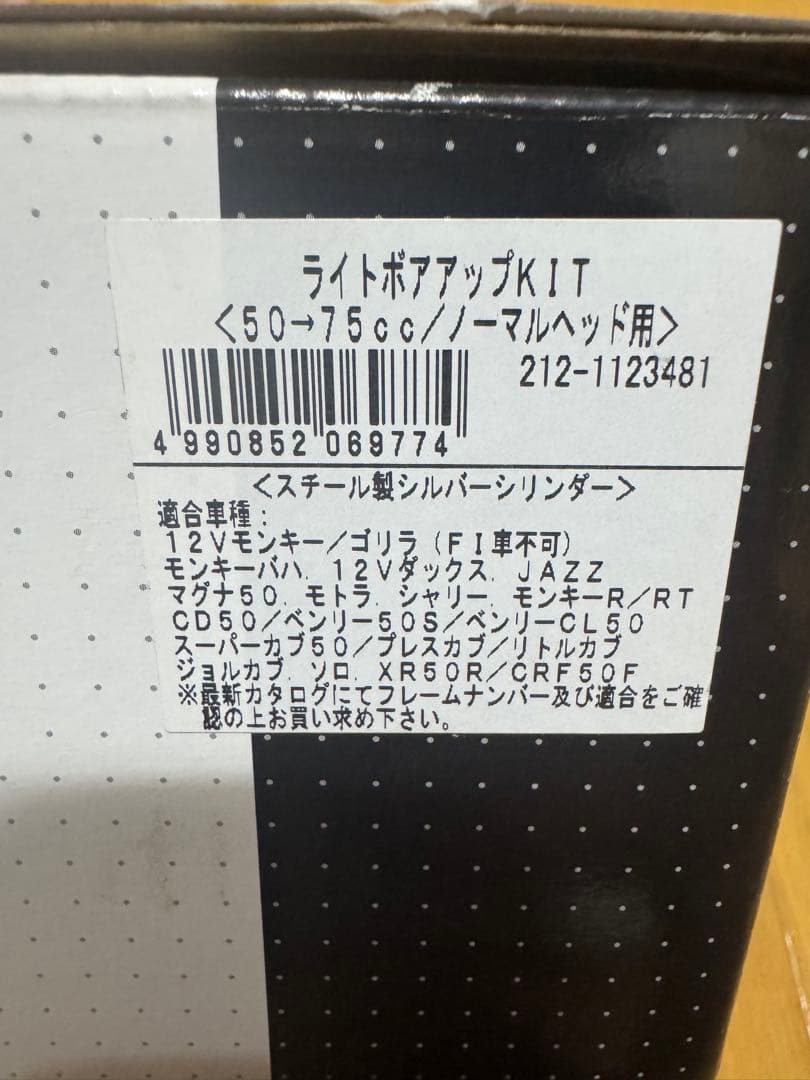 ライトボアアップKIT
<50→75cc/ノーマルヘッド用>
212-1123481
4 990852 069774
<スチール製シルバーシリンダー>
適合車種:
12Vモンキー/ゴリラ(FI車不可)
モンキーバハ, 12Vダックス, JAZZ
マグナ50, モトラ, シャリー, モンキーR/RT
CD50/ベンリー50S/ベンリーCL50
スーパーカブ50/プレスカブ/リトルカブ
ジョルカブ, ソロ, XR50R/CRF50F
※最新カタログにてフレームナンバー及び適合をご確
認の上お買い求め下さい。